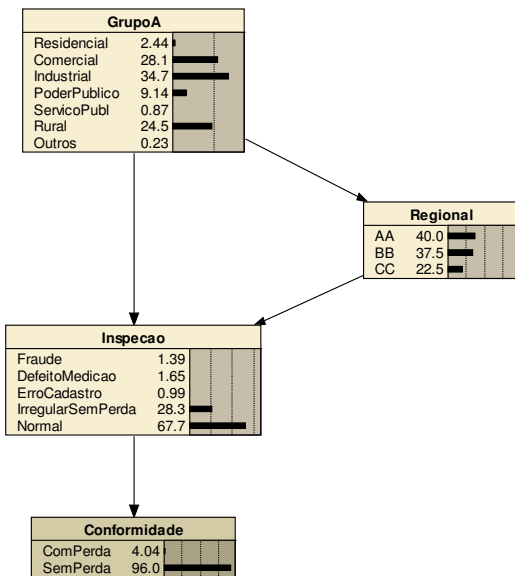 GrupoA
Residencial 2.44
Comercial 28.1
Industrial 34.7
PoderPublico 9.14
ServicoPubl 0.87
Rural 24.5
Outros 0.23
Regional
AA 40.0
BB 37.5
CC 22.5
Inspecao
Fraude 1.39
DefeitoMedicao 1.65
ErroCadastro 0.99
IrregularSemPerda 28.3
Normal 67.7
Conformidade
ComPerda 4.04
SemPerda 96.0